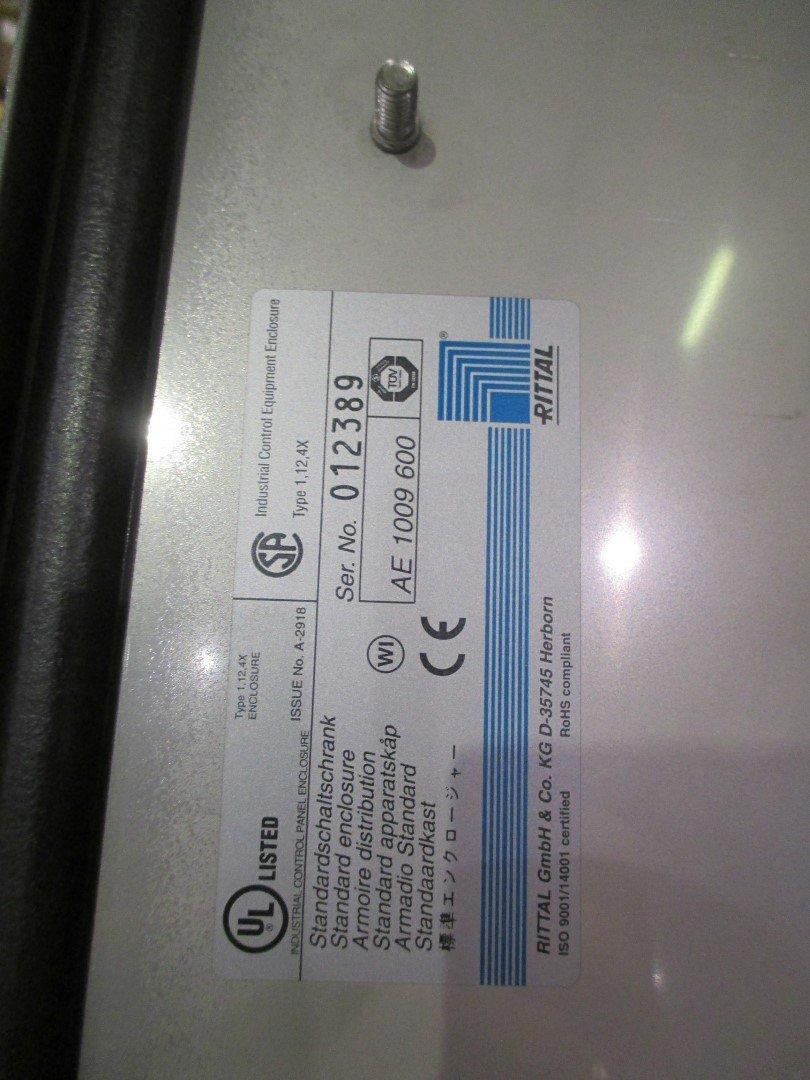 UL® LISTED
Type 1,12,4X
ENCLOSURE
INDUSTRIAL CONTROL PANEL ENCLOSURE ISSUE No. A-2918
SA
Industrial Control Equipment Enclosure
Type 1,12,4X
Standardschaltschrank
Standard enclosure
Armoire distribution
Standard apparatskåp
Armadio Standard
Standaardkast
標準エンクロージャー
Ser. No. 012389
WI
CE
AE 1009 600
TÜV
®
RITTAL
RITTAL GmbH & Co. KG D-35745 Herborn
ISO 9001/14001 certified RoHS compliant